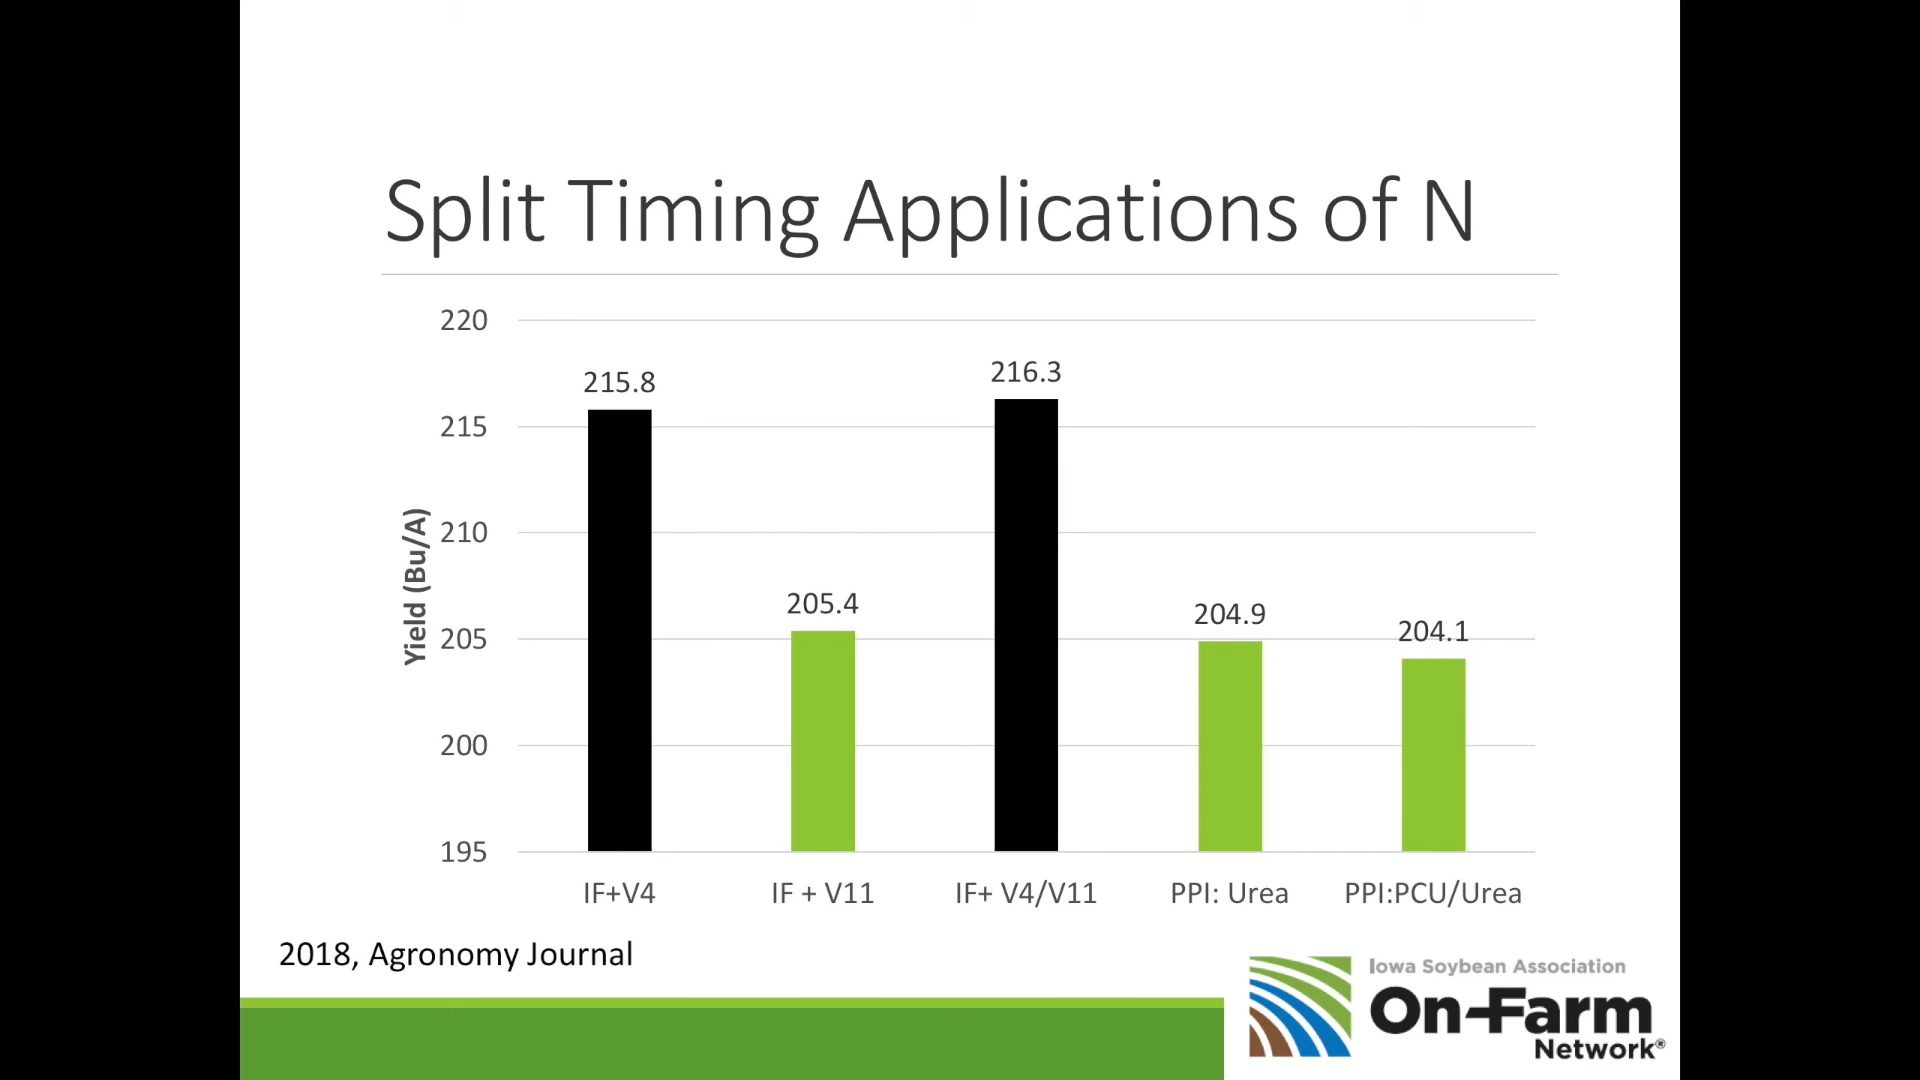 Split Timing Applications of N
220
215
210
205
200
195
Yield (Bu/A)
215.8
205.4
216.3
204.9
204.1
IF+V4
IF + V11
IF+ V4/V11
PPI: Urea
PPI:PCU/Urea
2018, Agronomy Journal
Iowa Soybean Association
On-Farm
Network®